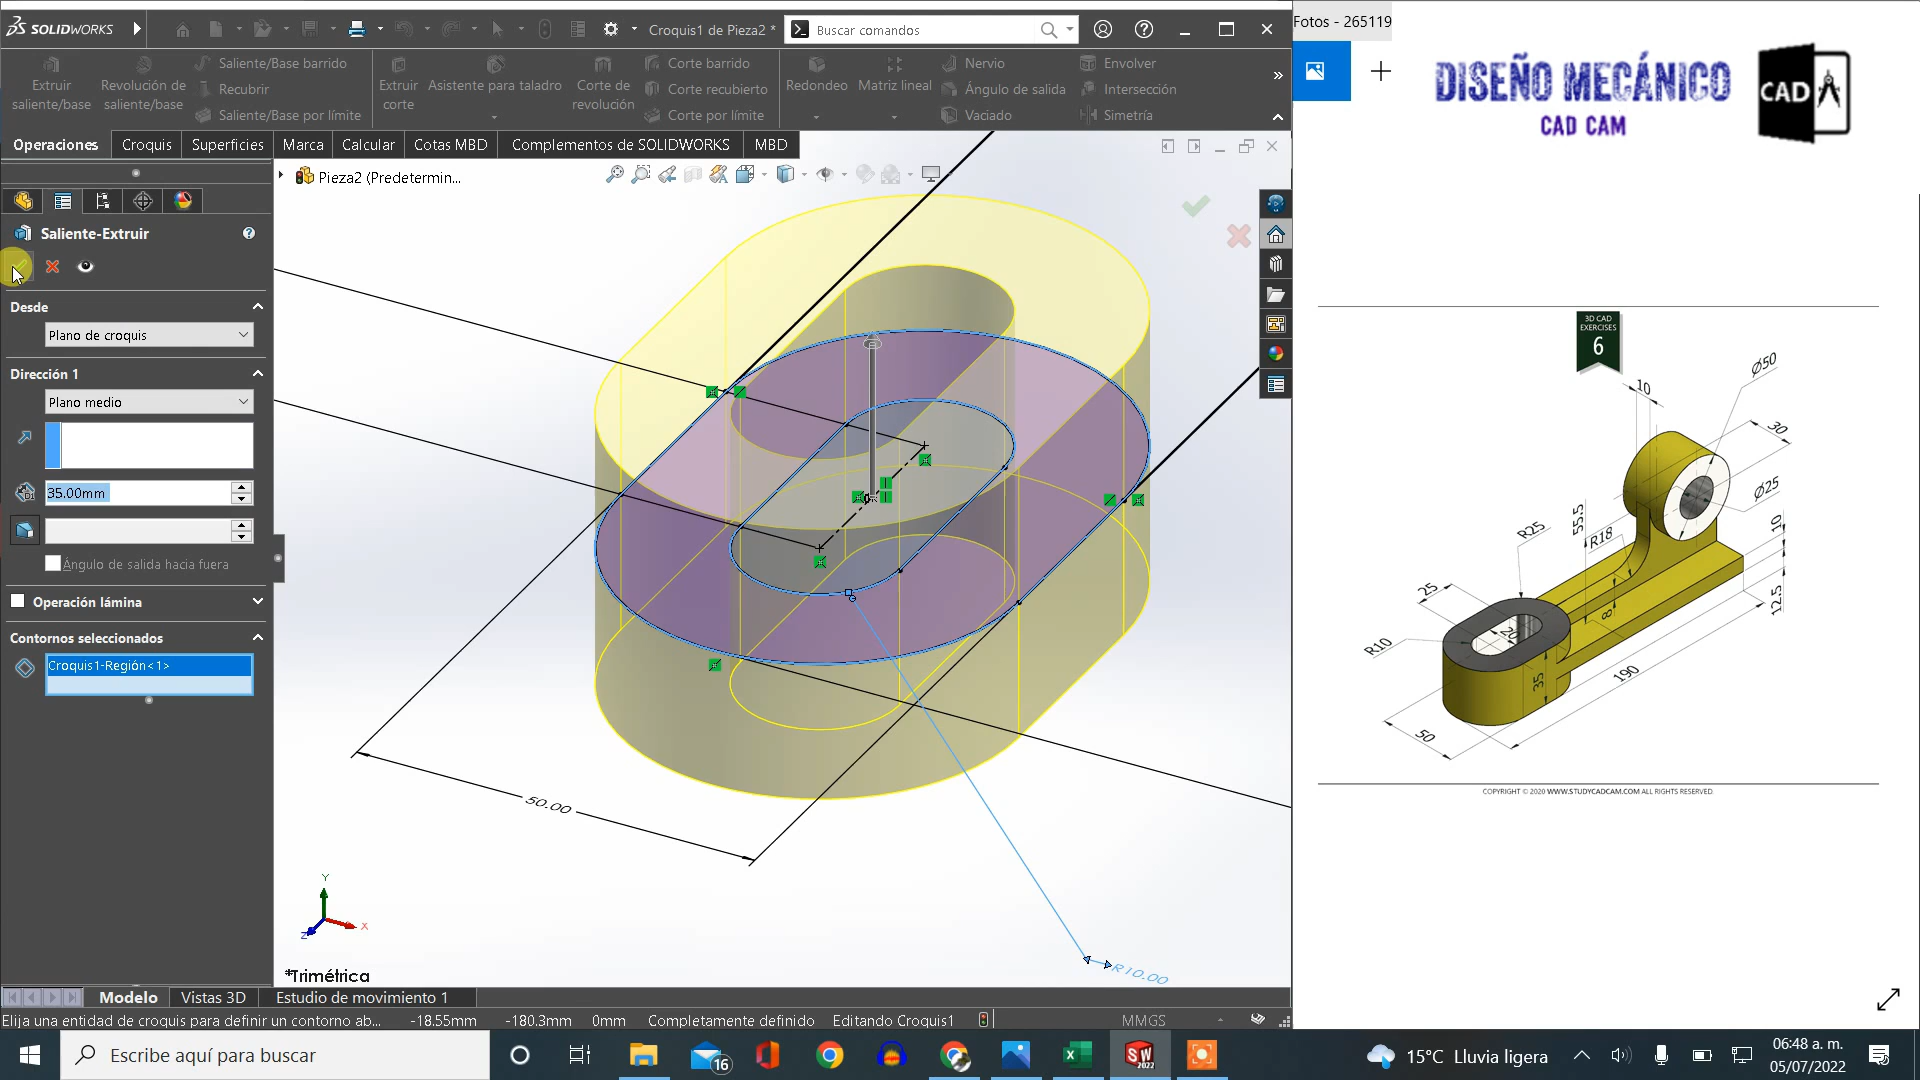 SOLIDWORKS
Croquis1 de Pieza2 *
Buscar comandos
Extruir saliente/base
Revolución de saliente/base
Saliente/Base barrido
Recubrir
Saliente/Base por límite
Extruir corte
Asistente para taladro
Corte de revolución
Corte barrido
Corte recubierto
Corte por límite
Redondeo
Matriz lineal
Nervio
Ángulo de salida
Vaciado
Envolver
Intersección
Simetría
Operaciones
Croquis
Superficies
Marca
Calcular
Cotas MBD
Complementos de SOLIDWORKS
MBD
Pieza2 (Predetermin...
Saliente-Extruir
Desde
Plano de croquis
Dirección 1
Plano medio
35.00mm
Ángulo de salida hacia fuera
Operación lámina
Contornos seleccionados
Croquis1-Región<1>
50.00
R10.00
Y
X
Z
*Trimétrica
Modelo
Vistas 3D
Estudio de movimiento 1
Elija una entidad de croquis para definir un contorno ab...
-18.55mm
-180.3mm
0mm
Completamente definido
Editando Croquis1
MMGS
Fotos - 265119
DISEÑO MECÁNICO
CAD CAM
CAD
3D CAD
EXERCISES
6
10
Ø50
30
Ø25
55.5
R18
R25
10
25
8
12.5
R10
20
35
190
50
COPYRIGHT © 2020 WWW.STUDYCADCAM.COM ALL RIGHTS RESERVED.
Escribe aquí para buscar
16
SW
2022
15°C Lluvia ligera
06:48 a. m.
05/07/2022